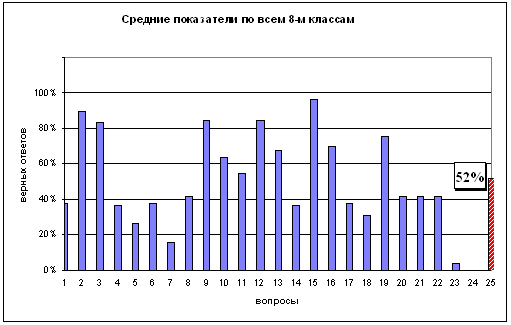 Средние показатели по всем 8-м классам
верных ответов
100%
80%
60%
40%
20%
0%
52%
1 2 3 4 5 6 7 8 9 10 11 12 13 14 15 16 17 18 19 20 21 22 23 24 25
вопросы